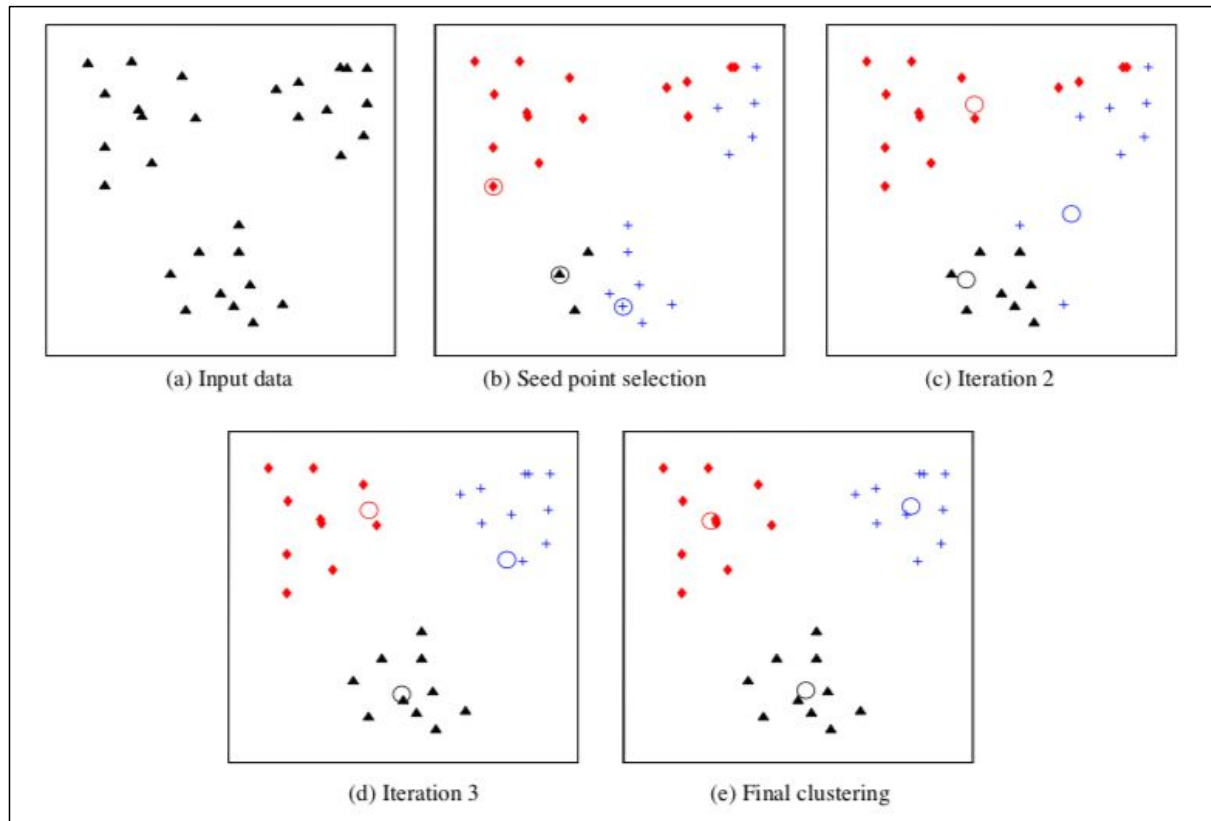 (a) Input data
(b) Seed point selection
(c) Iteration 2
(d) Iteration 3
(e) Final clustering